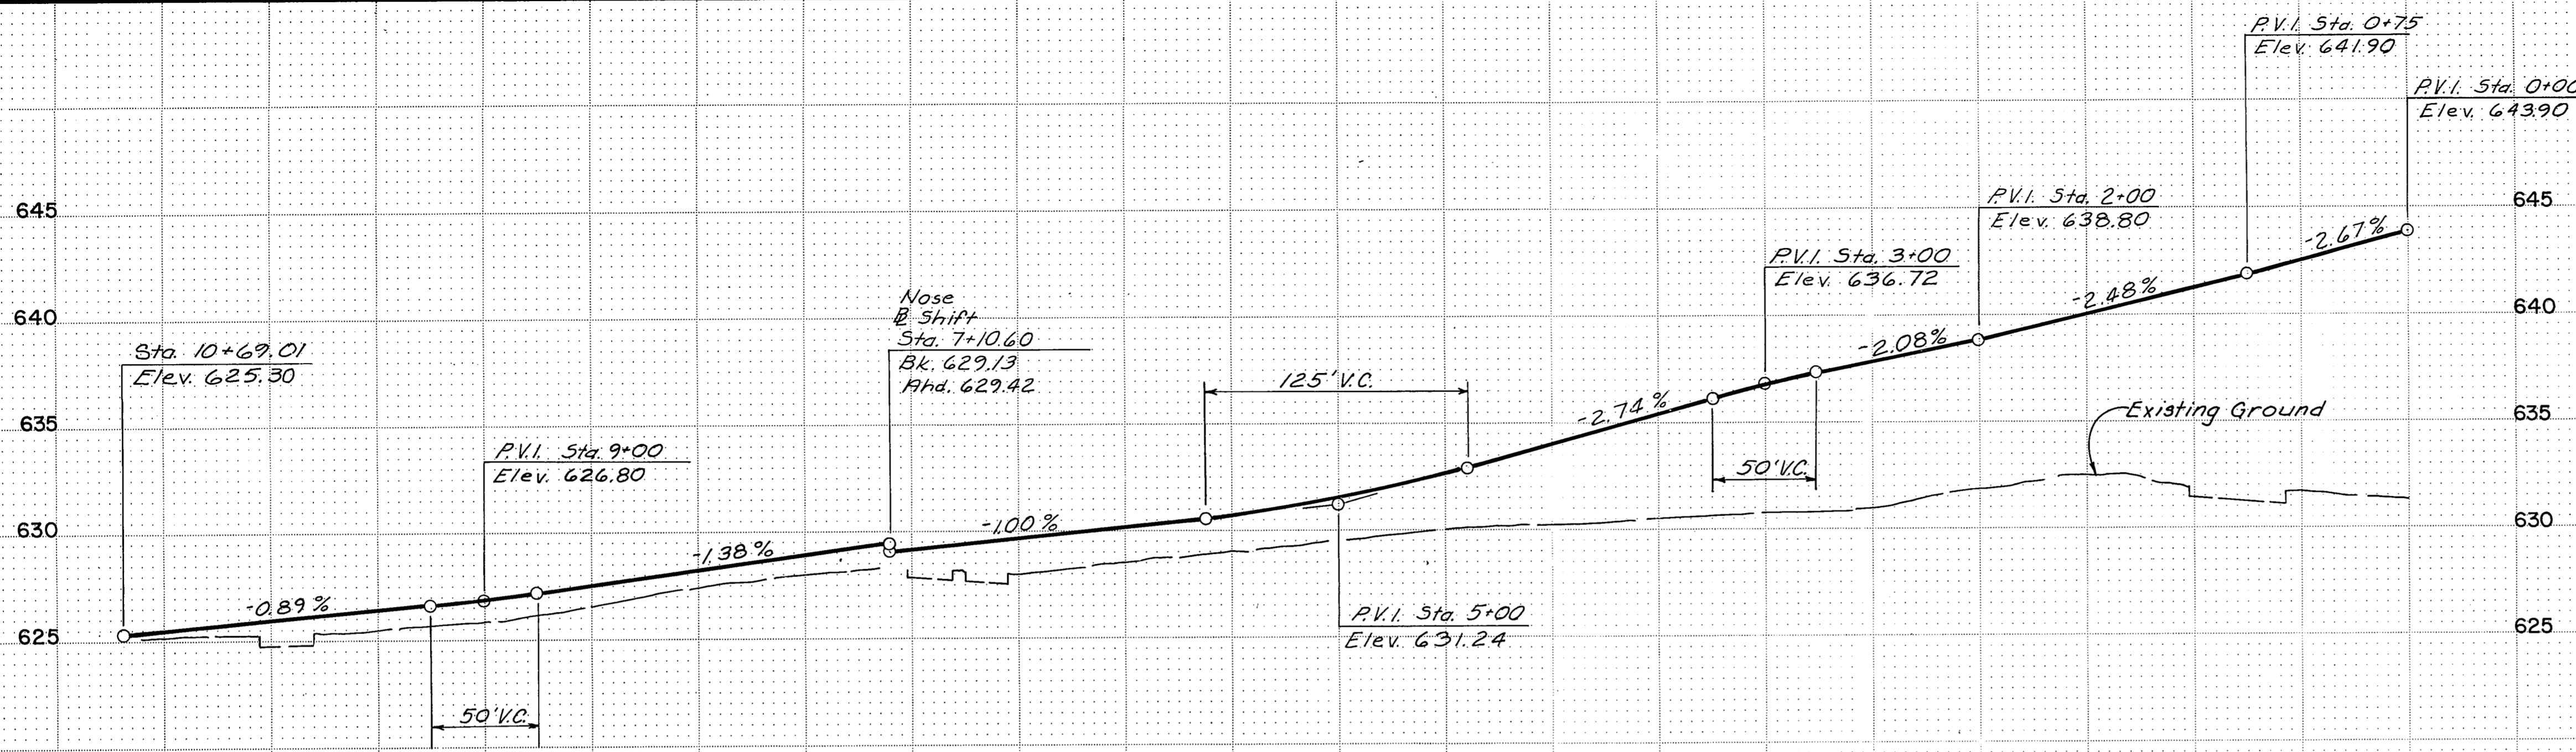 P.V.I. Sta. 0+75
Elev. 641.90
P.V.I. Sta. 0+00
Elev. 643.90
P.V.I. Sta. 2+00
Elev. 638.80
645
645
-2.67%
P.V.I. Sta. 3+00
Elev. 636.72
-2.48%
Nose
Shift
Sta. 7+10.60
Bk. 629.13
Ahd. 629.42
640
640
-2.08%
Sta. 10+69.01
Elev. 625.30
125' V.C.
-2.74%
Existing Ground
635
635
P.V.I. Sta. 9+00
Elev. 626.80
50' V.C.
630
630
-1.00%
-1.38%
-0.89%
P.V.I. Sta. 5+00
Elev. 631.24
625
625
50' V.C.